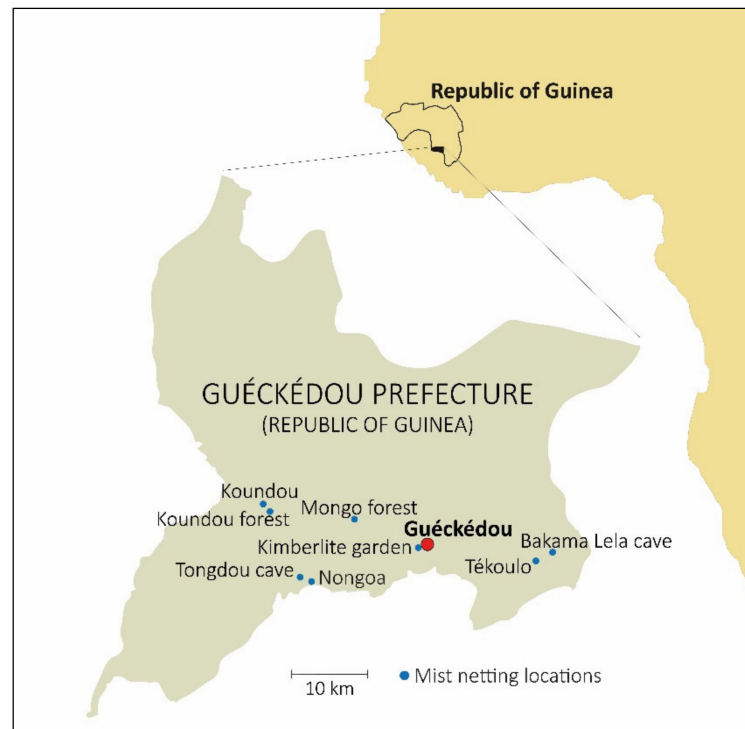 Republic of Guinea
GUÉCKÉDOU PREFECTURE
(REPUBLIC OF GUINEA)
Koundou
Koundou forest
Mongo forest
Guéckédou
Kimberlite garden
Bakama Lela cave
Tékoulo
Tongdou cave
Nongoa
10 km
Mist netting locations